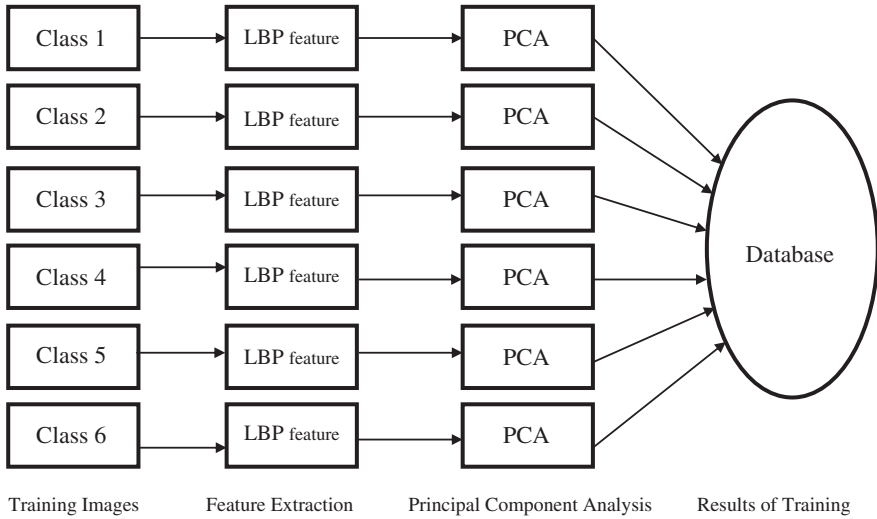 Class 1 LBP feature PCA
Class 2 LBP feature PCA
Class 3 LBP feature PCA
Class 4 LBP feature PCA
Class 5 LBP feature PCA
Class 6 LBP feature PCA
Database
Training Images Feature Extraction Principal Component Analysis Results of Training